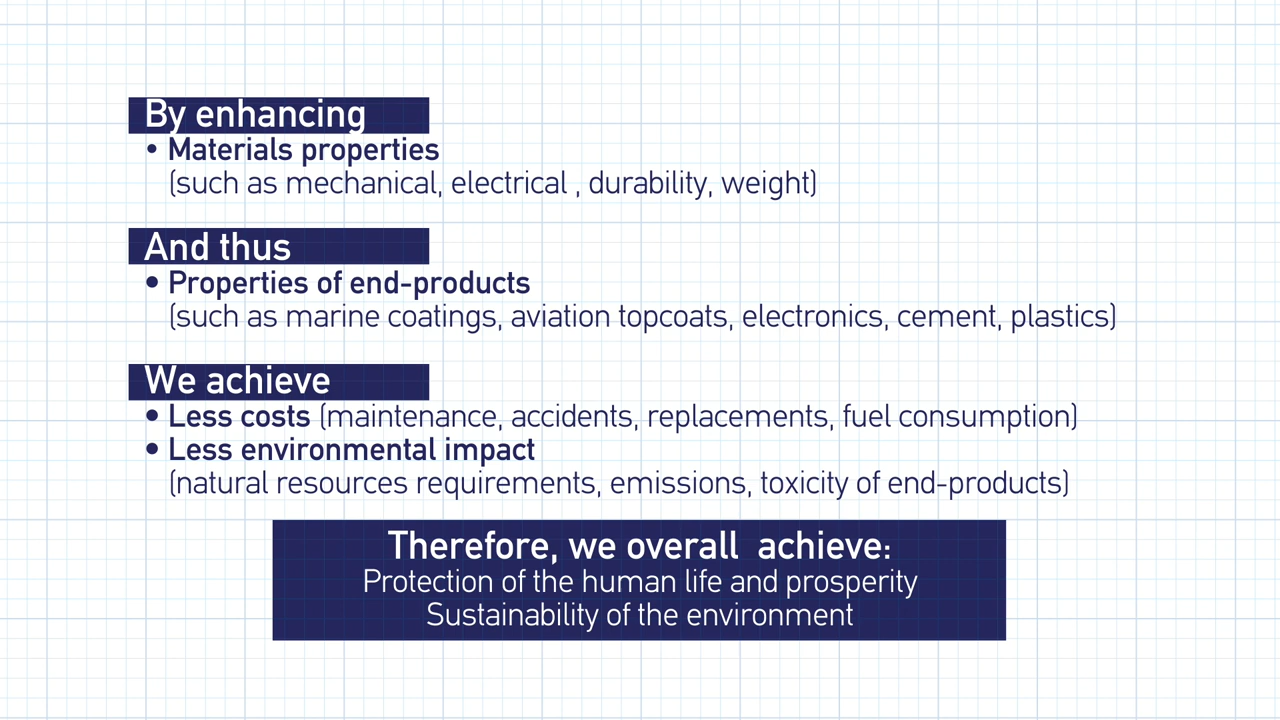 By enhancing
• Materials properties
(such as mechanical, electrical , durability, weight)
And thus
• Properties of end-products
(such as marine coatings, aviation topcoats, electronics, cement, plastics)
We achieve
• Less costs (maintenance, accidents, replacements, fuel consumption)
• Less environmental impact
(natural resources requirements, emissions, toxicity of end-products)
Therefore, we overall  achieve:
Protection of the human life and prosperity
Sustainability of the environment